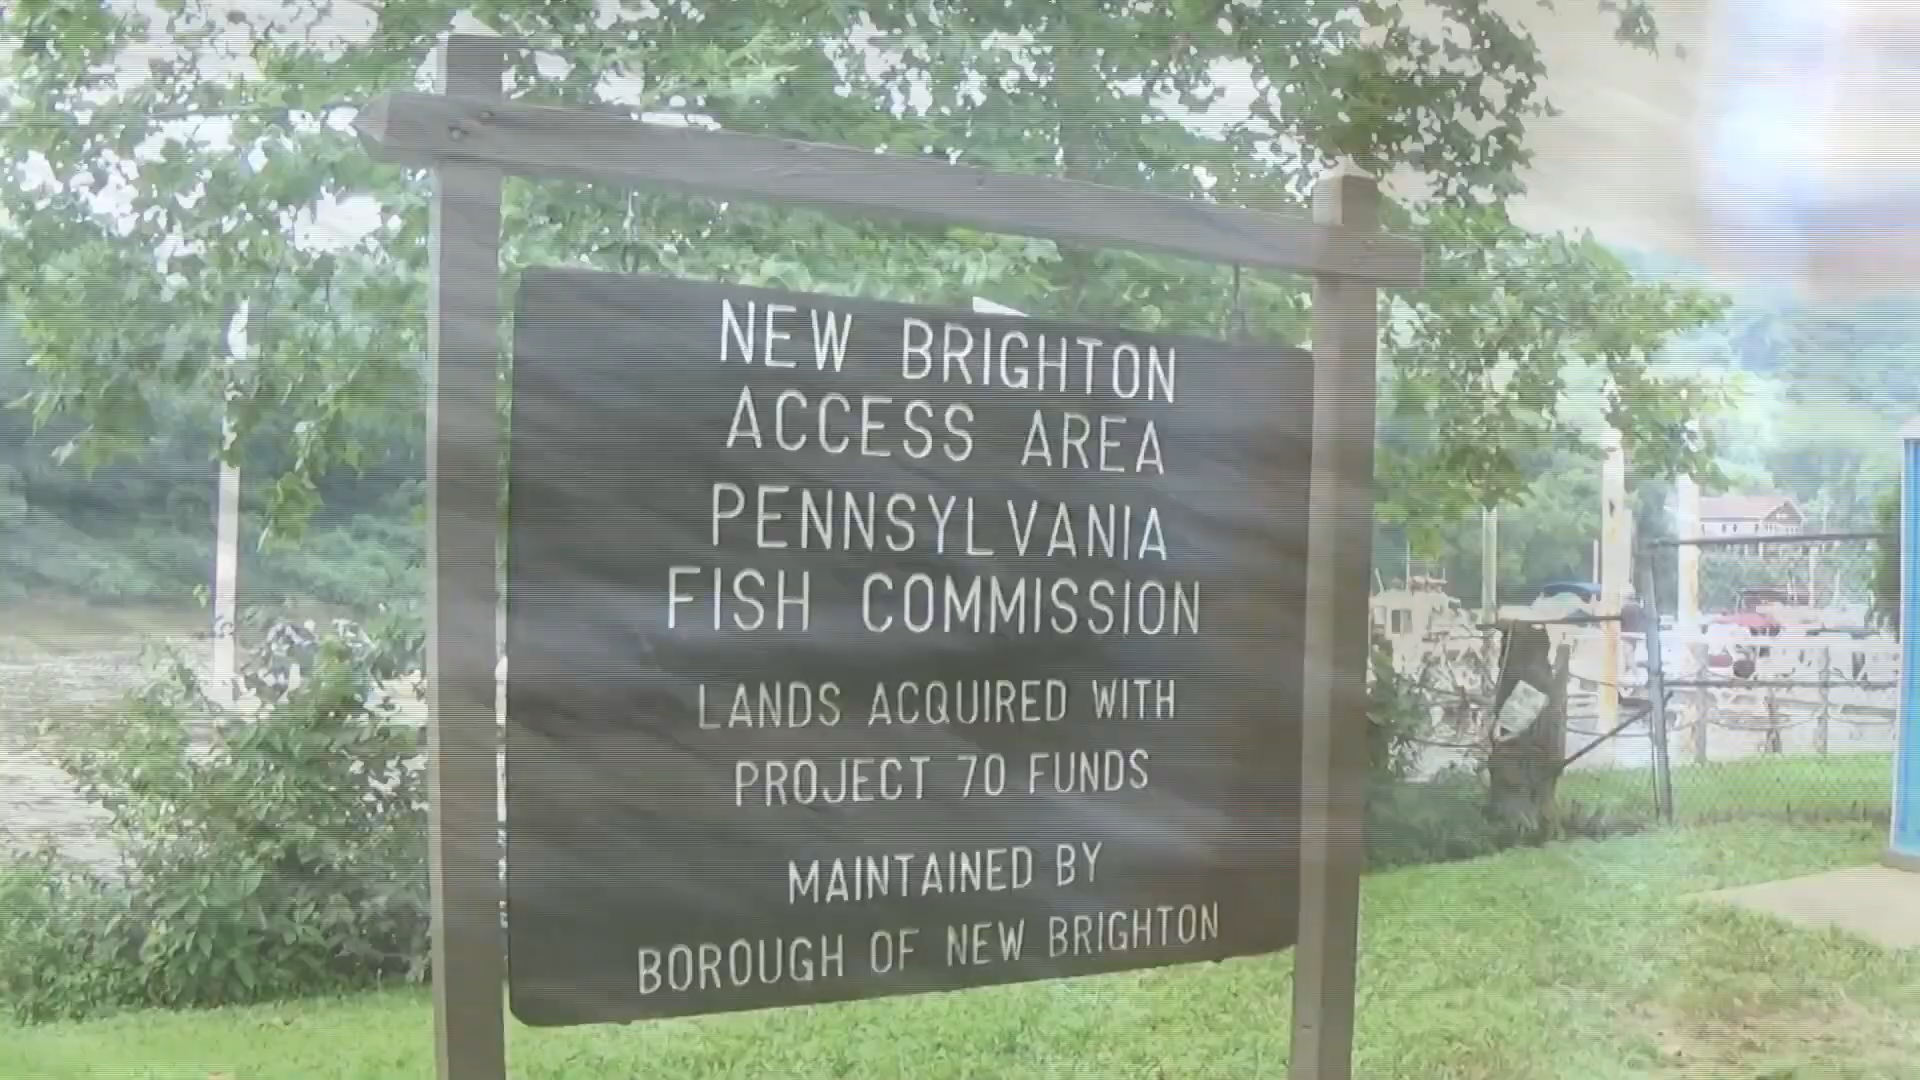 NEW BRIGHTON
ACCESS AREA
PENNSYLVANIA
FISH COMMISSION
LANDS ACQUIRED WITH
PROJECT 70 FUNDS
MAINTAINED BY
BOROUGH OF NEW BRIGHTON